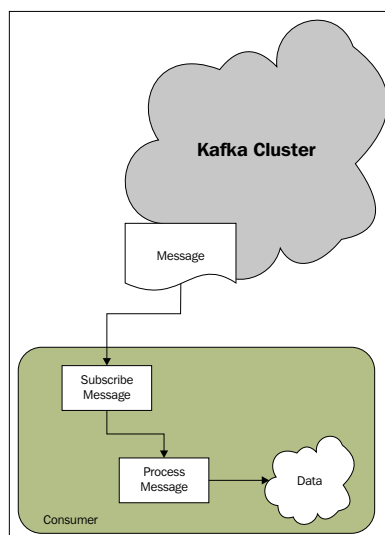 Kafka Cluster
Message
Subscribe
Message
Process
Message
Data
Consumer